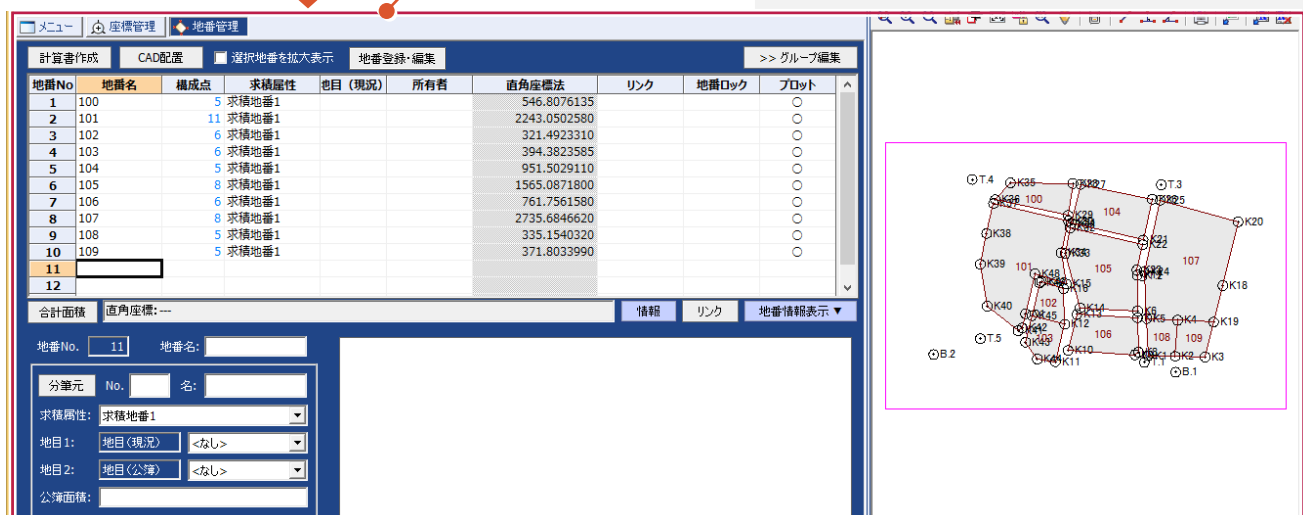 メニュー 座標管理 地番管理
計算書作成 CAD配置 選択地番を拡大表示 地番登録・編集 >> グループ編集
地番No 地番名 構成点 求積属性 地目（現況） 所有者 直角座標法 リンク 地番ロック プロット
1 100 5 求積地番1 546.8076135 ○
2 101 11 求積地番1 2243.0502580 ○
3 102 6 求積地番1 321.4923310 ○
4 103 6 求積地番1 394.3823585 ○
5 104 5 求積地番1 951.5029110 ○
6 105 8 求積地番1 1565.0871800 ○
7 106 6 求積地番1 761.7561580 ○
8 107 8 求積地番1 2735.6846620 ○
9 108 5 求積地番1 335.1540320 ○
10 109 5 求積地番1 371.8033990 ○
11
12
合計面積 直角座標:--- 情報 リンク 地番情報表示 ▼
地番No. 11 地番名:
分筆元 No. 名:
求積属性: 求積地番1
地目1: 地目(現況) <なし>
地目2: 地目(公簿) <なし>
公簿面積:
T.4 K35 T.3
K36 100 104 K20
K29
K38 K21
K22
K39 101 105 107
K48 K18
K15
K16
K40 102 K14 K6
K45 K13 K5 K4 K19
K42 K12
T.5 103 106 108 109
K43 K10
B.2 K44 K11 T.1 K2 K3
B.1